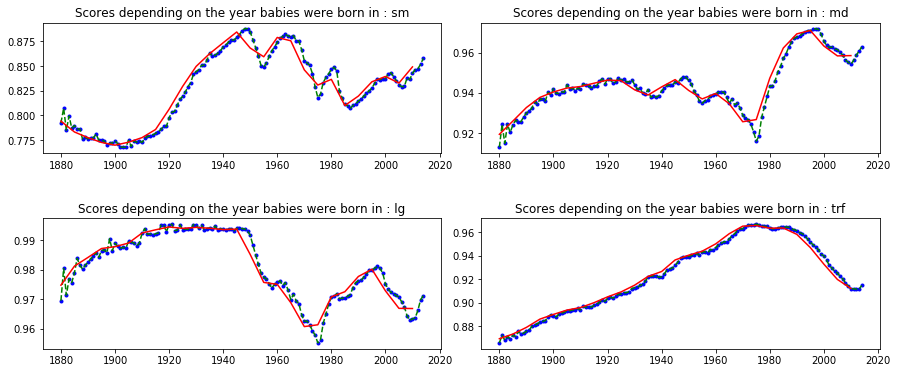 Scores depending on the year babies were born in : sm
0.875
0.850
0.825
0.800
0.775
1880 1900 1920 1940 1960 1980 2000 2020
Scores depending on the year babies were born in : md
0.96
0.94
0.92
1880 1900 1920 1940 1960 1980 2000 2020
Scores depending on the year babies were born in : lg
0.99
0.98
0.97
0.96
1880 1900 1920 1940 1960 1980 2000 2020
Scores depending on the year babies were born in : trf
0.96
0.94
0.92
0.90
0.88
1880 1900 1920 1940 1960 1980 2000 2020